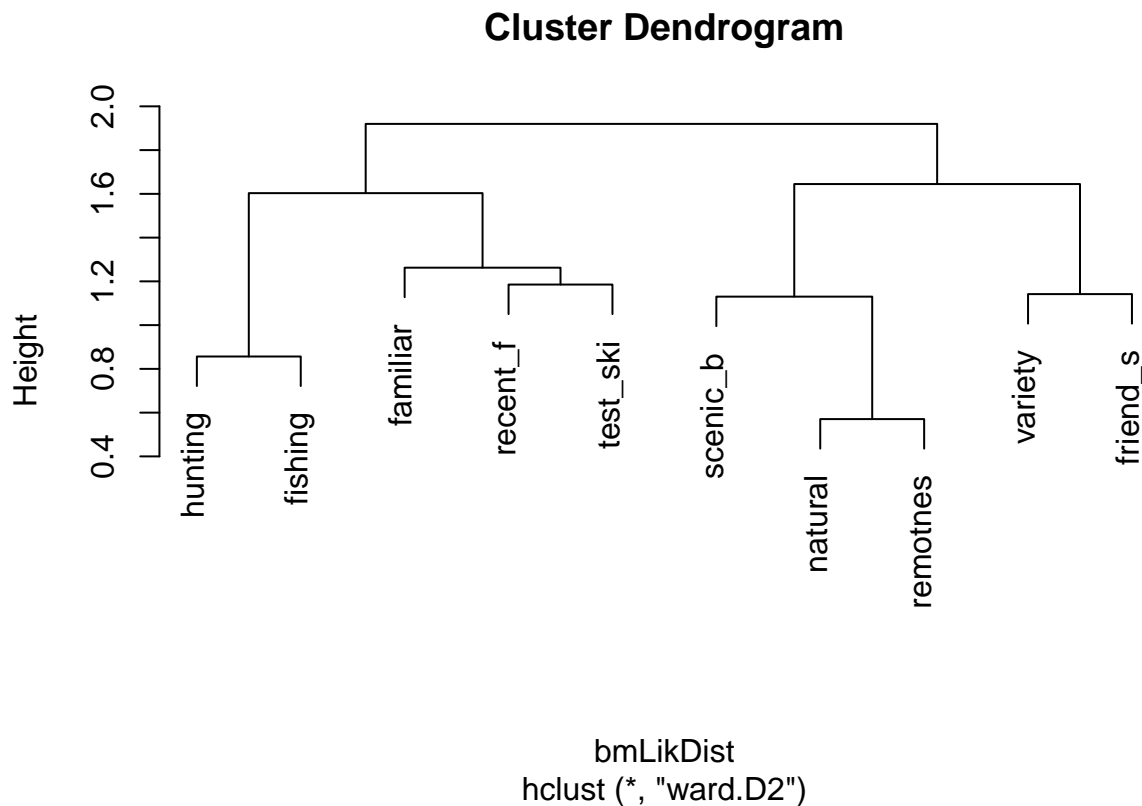 Cluster Dendrogram
Height
2.0
1.6
1.2
0.8
0.4
hunting
fishing
familiar
recent_f
test_ski
scenic_b
natural
remotnes
variety
friend_s
bmLikDist
hclust (*, "ward.D2")